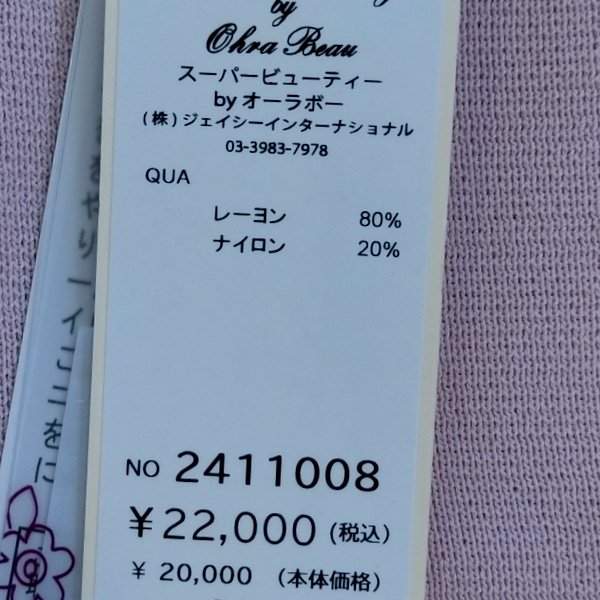 by
Ohra Beau
スーパービューティー
by オーラボー
(株)ジェイシーインターナショナル
03-3983-7978
QUA
レーヨン 80%
ナイロン 20%
NO 2411008
¥22,000 (税込)
¥ 20,000 (本体価格)